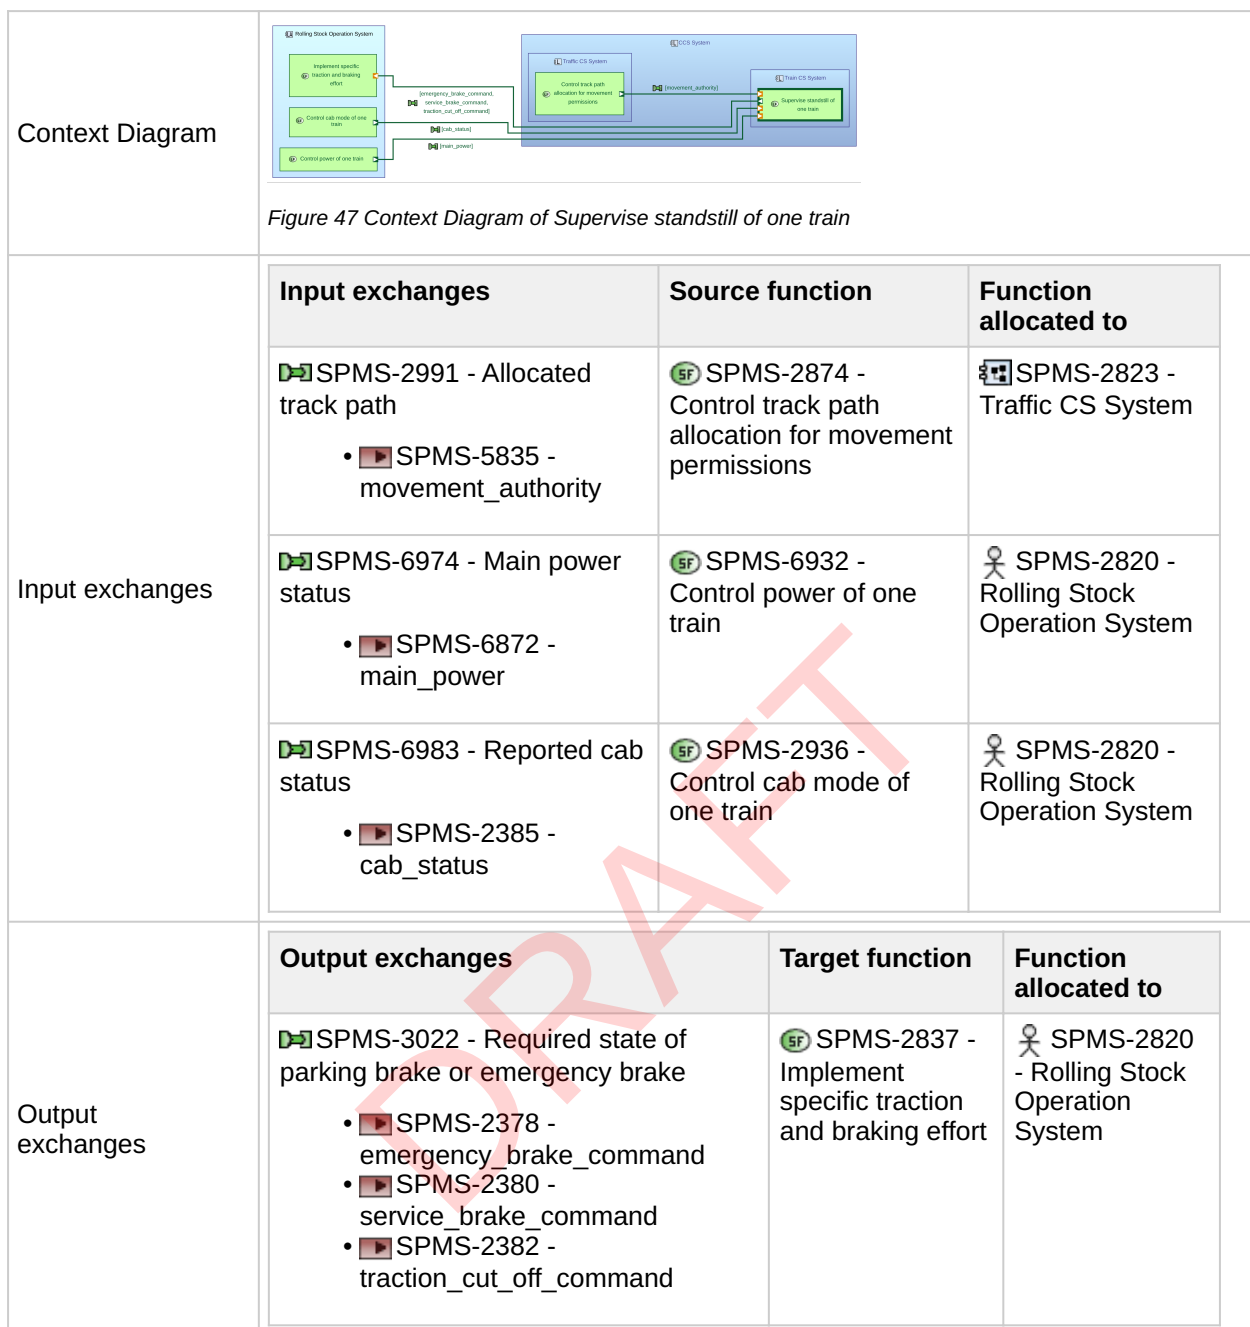 Context Diagram
Rolling Stock Operation System
Implement specific
traction and braking
effort
Control cab mode of one
train
Control power of one train
[emergency_brake_command,
service_brake_command,
traction_cut_off_command]
[cab_status]
[main_power]
CCS System
Traffic CS System
Control track path
allocation for movement
permissions
[movement_authority]
Train CS System
Supervise standstill of
one train
Figure 47 Context Diagram of Supervise standstill of one train
Input exchanges
Input exchanges
Source function
Function
allocated to
SPMS-2991 - Allocated
track path
• SPMS-5835 -
movement_authority
SF SPMS-2874 -
Control track path
allocation for movement
permissions
SPMS-2823 -
Traffic CS System
SPMS-6974 - Main power
status
• SPMS-6872 -
main_power
SF SPMS-6932 -
Control power of one
train
SPMS-2820 -
Rolling Stock
Operation System
SPMS-6983 - Reported cab
status
• SPMS-2385 -
cab_status
SF SPMS-2936 -
Control cab mode of
one train
SPMS-2820 -
Rolling Stock
Operation System
Output
exchanges
Output exchanges
Target function
Function
allocated to
SPMS-3022 - Required state of
parking brake or emergency brake
• SPMS-2378 -
emergency_brake_command
• SPMS-2380 -
service_brake_command
• SPMS-2382 -
traction_cut_off_command
SF SPMS-2837 -
Implement
specific traction
and braking effort
SPMS-2820
- Rolling Stock
Operation
System
DRAFT